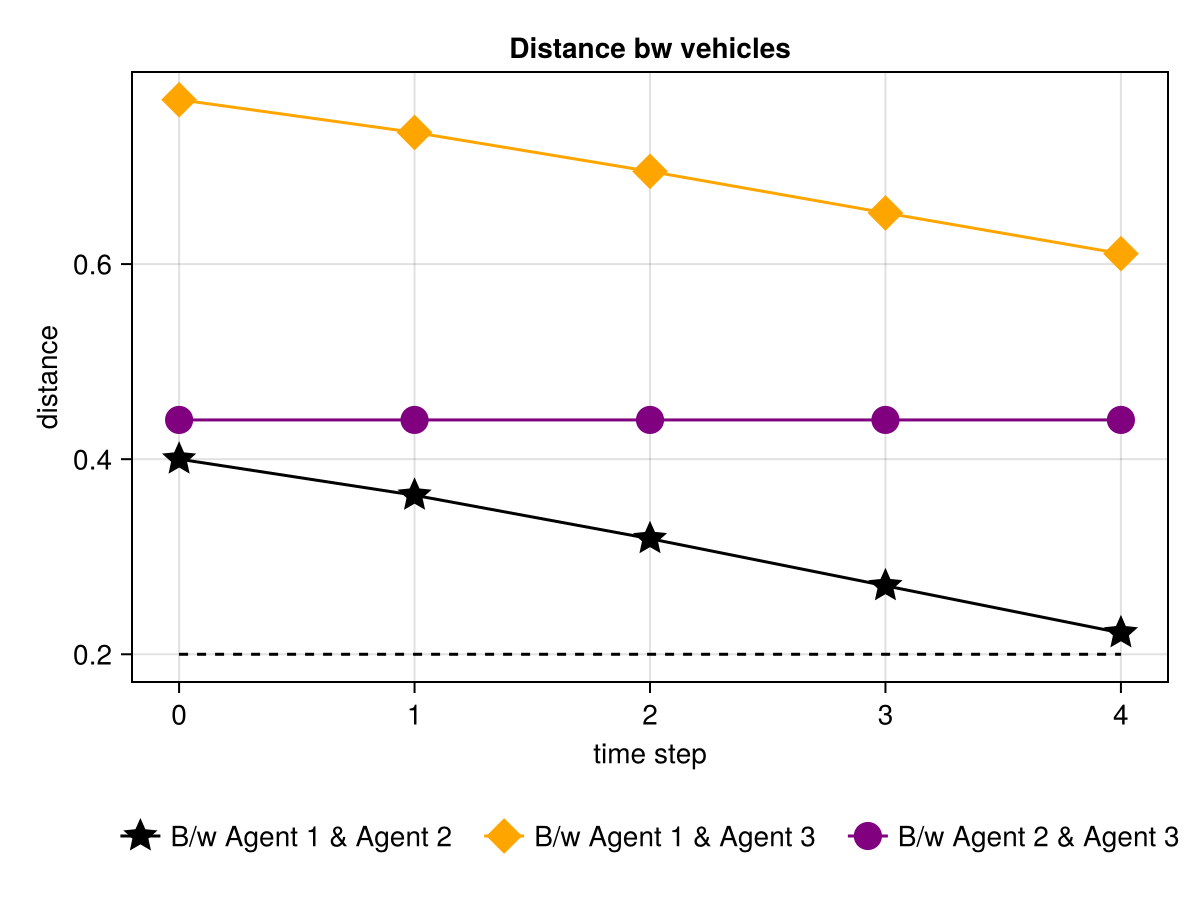 Distance bw vehicles
distance
0.6
0.4
0.2
0 1 2 3 4
time step
B/w Agent 1 & Agent 2 B/w Agent 1 & Agent 3 B/w Agent 2 & Agent 3